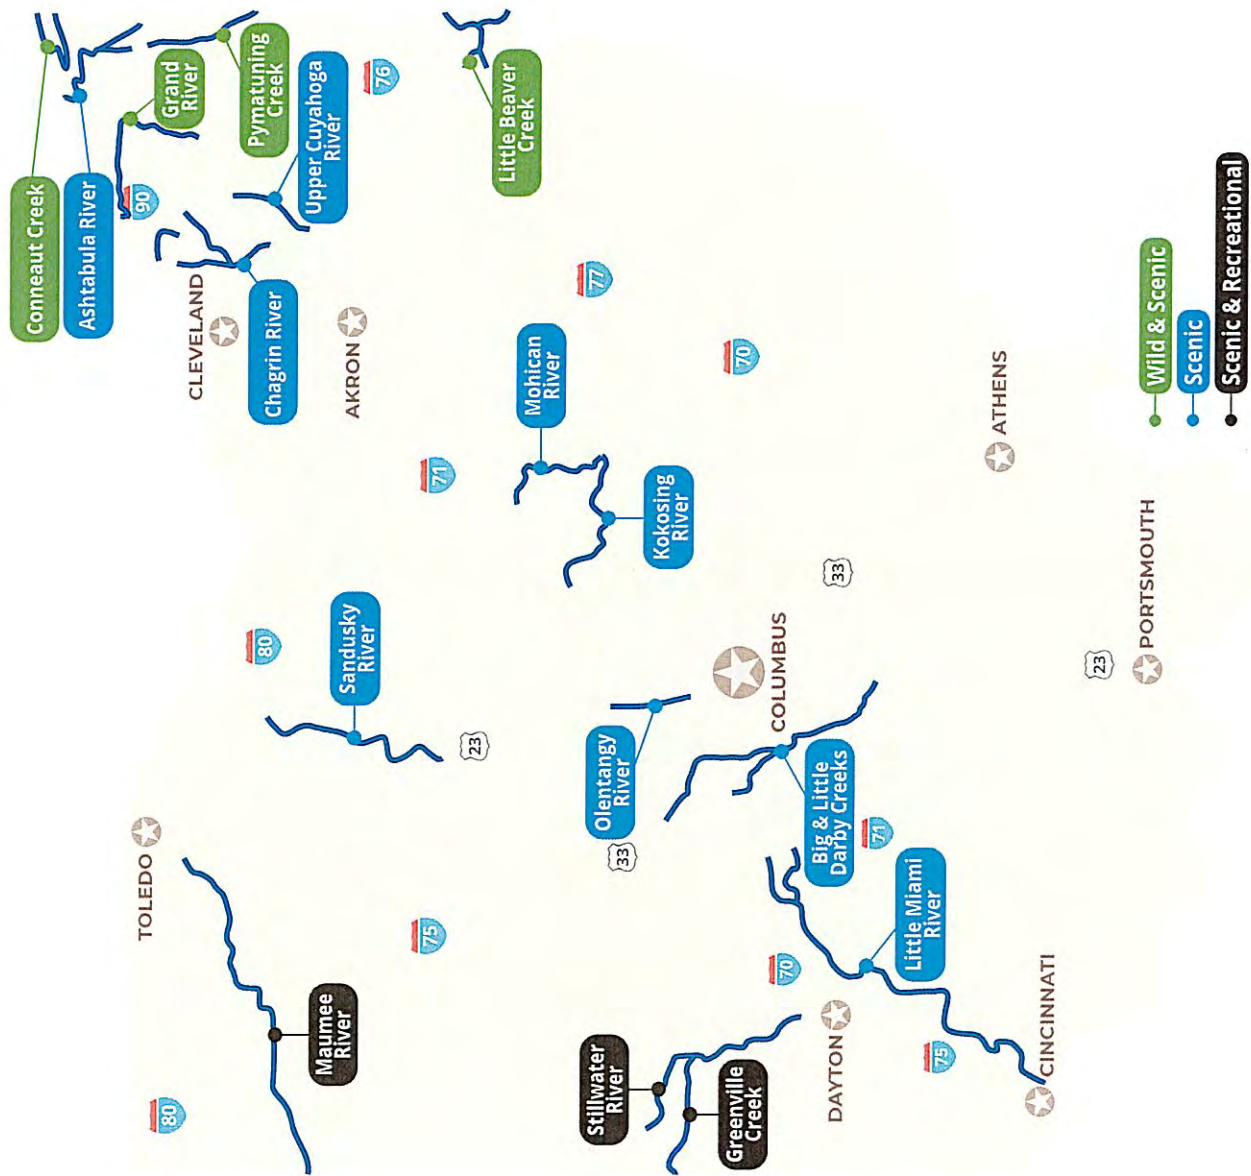 Conneaut Creek
Ashtabula River
90
TOLEDO
80
Grand
River
CLEVELAND
Pymatuning
Creek
80
Chagrin River
Upper Cuyahoga
River
Maumee
River
Sandusky
River
AKRON
76
75
71
23
Little Beaver
Creek
Mohican
River
77
Stillwater
River
Olentangy
River
33
Kokosing
River
Greenville
Creek
70
COLUMBUS
70
Big & Little
Darby Creeks
DAYTON
33
71
Little Miami
River
75
ATHENS
CINCINNATI
23
PORTSMOUTH
Wild & Scenic
Scenic
Scenic & Recreational